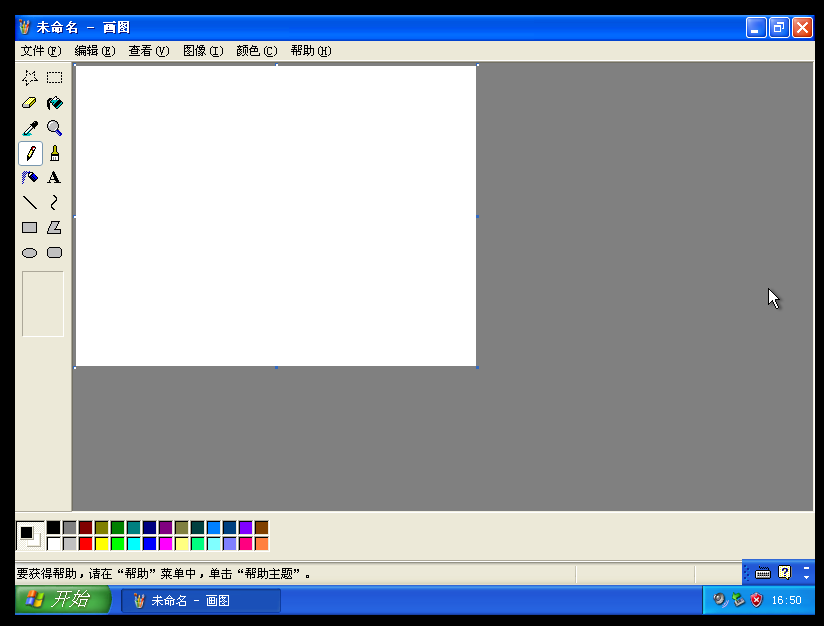 未命名 - 画图
文件(F) 编辑(E) 查看(V) 图像(I) 颜色(C) 帮助(H)
A
要获得帮助，请在“帮助”菜单中，单击“帮助主题”。
开始 未命名 - 画图 16:50